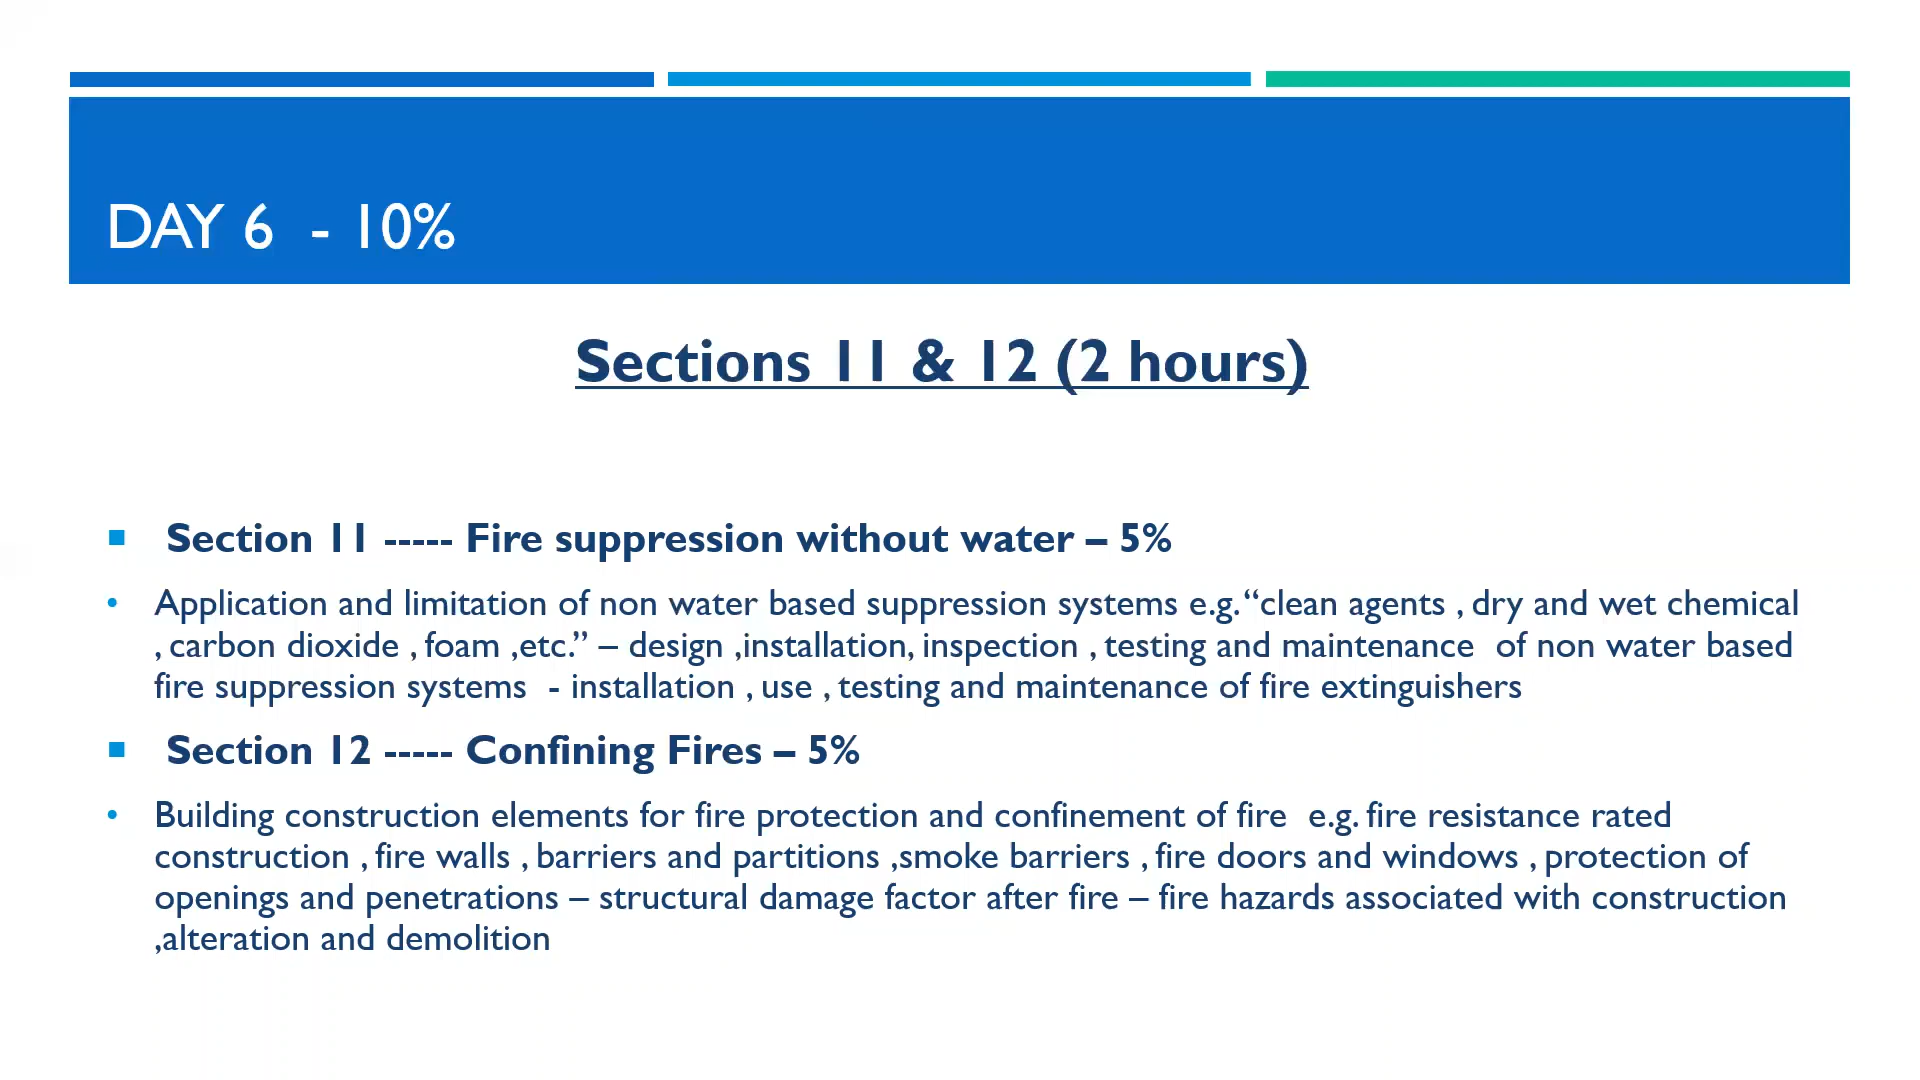 DAY 6  - 10%
Sections 11 & 12 (2 hours)
Section 11 ----- Fire suppression without water – 5%
Application and limitation of non water based suppression systems e.g. “clean agents , dry and wet chemical
, carbon dioxide , foam ,etc.” – design ,installation, inspection , testing and maintenance  of non water based
fire suppression systems  - installation , use , testing and maintenance of fire extinguishers
Section 12 ----- Confining Fires – 5%
Building construction elements for fire protection and confinement of fire  e.g. fire resistance rated
construction , fire walls , barriers and partitions ,smoke barriers , fire doors and windows , protection of
openings and penetrations – structural damage factor after fire – fire hazards associated with construction
,alteration and demolition